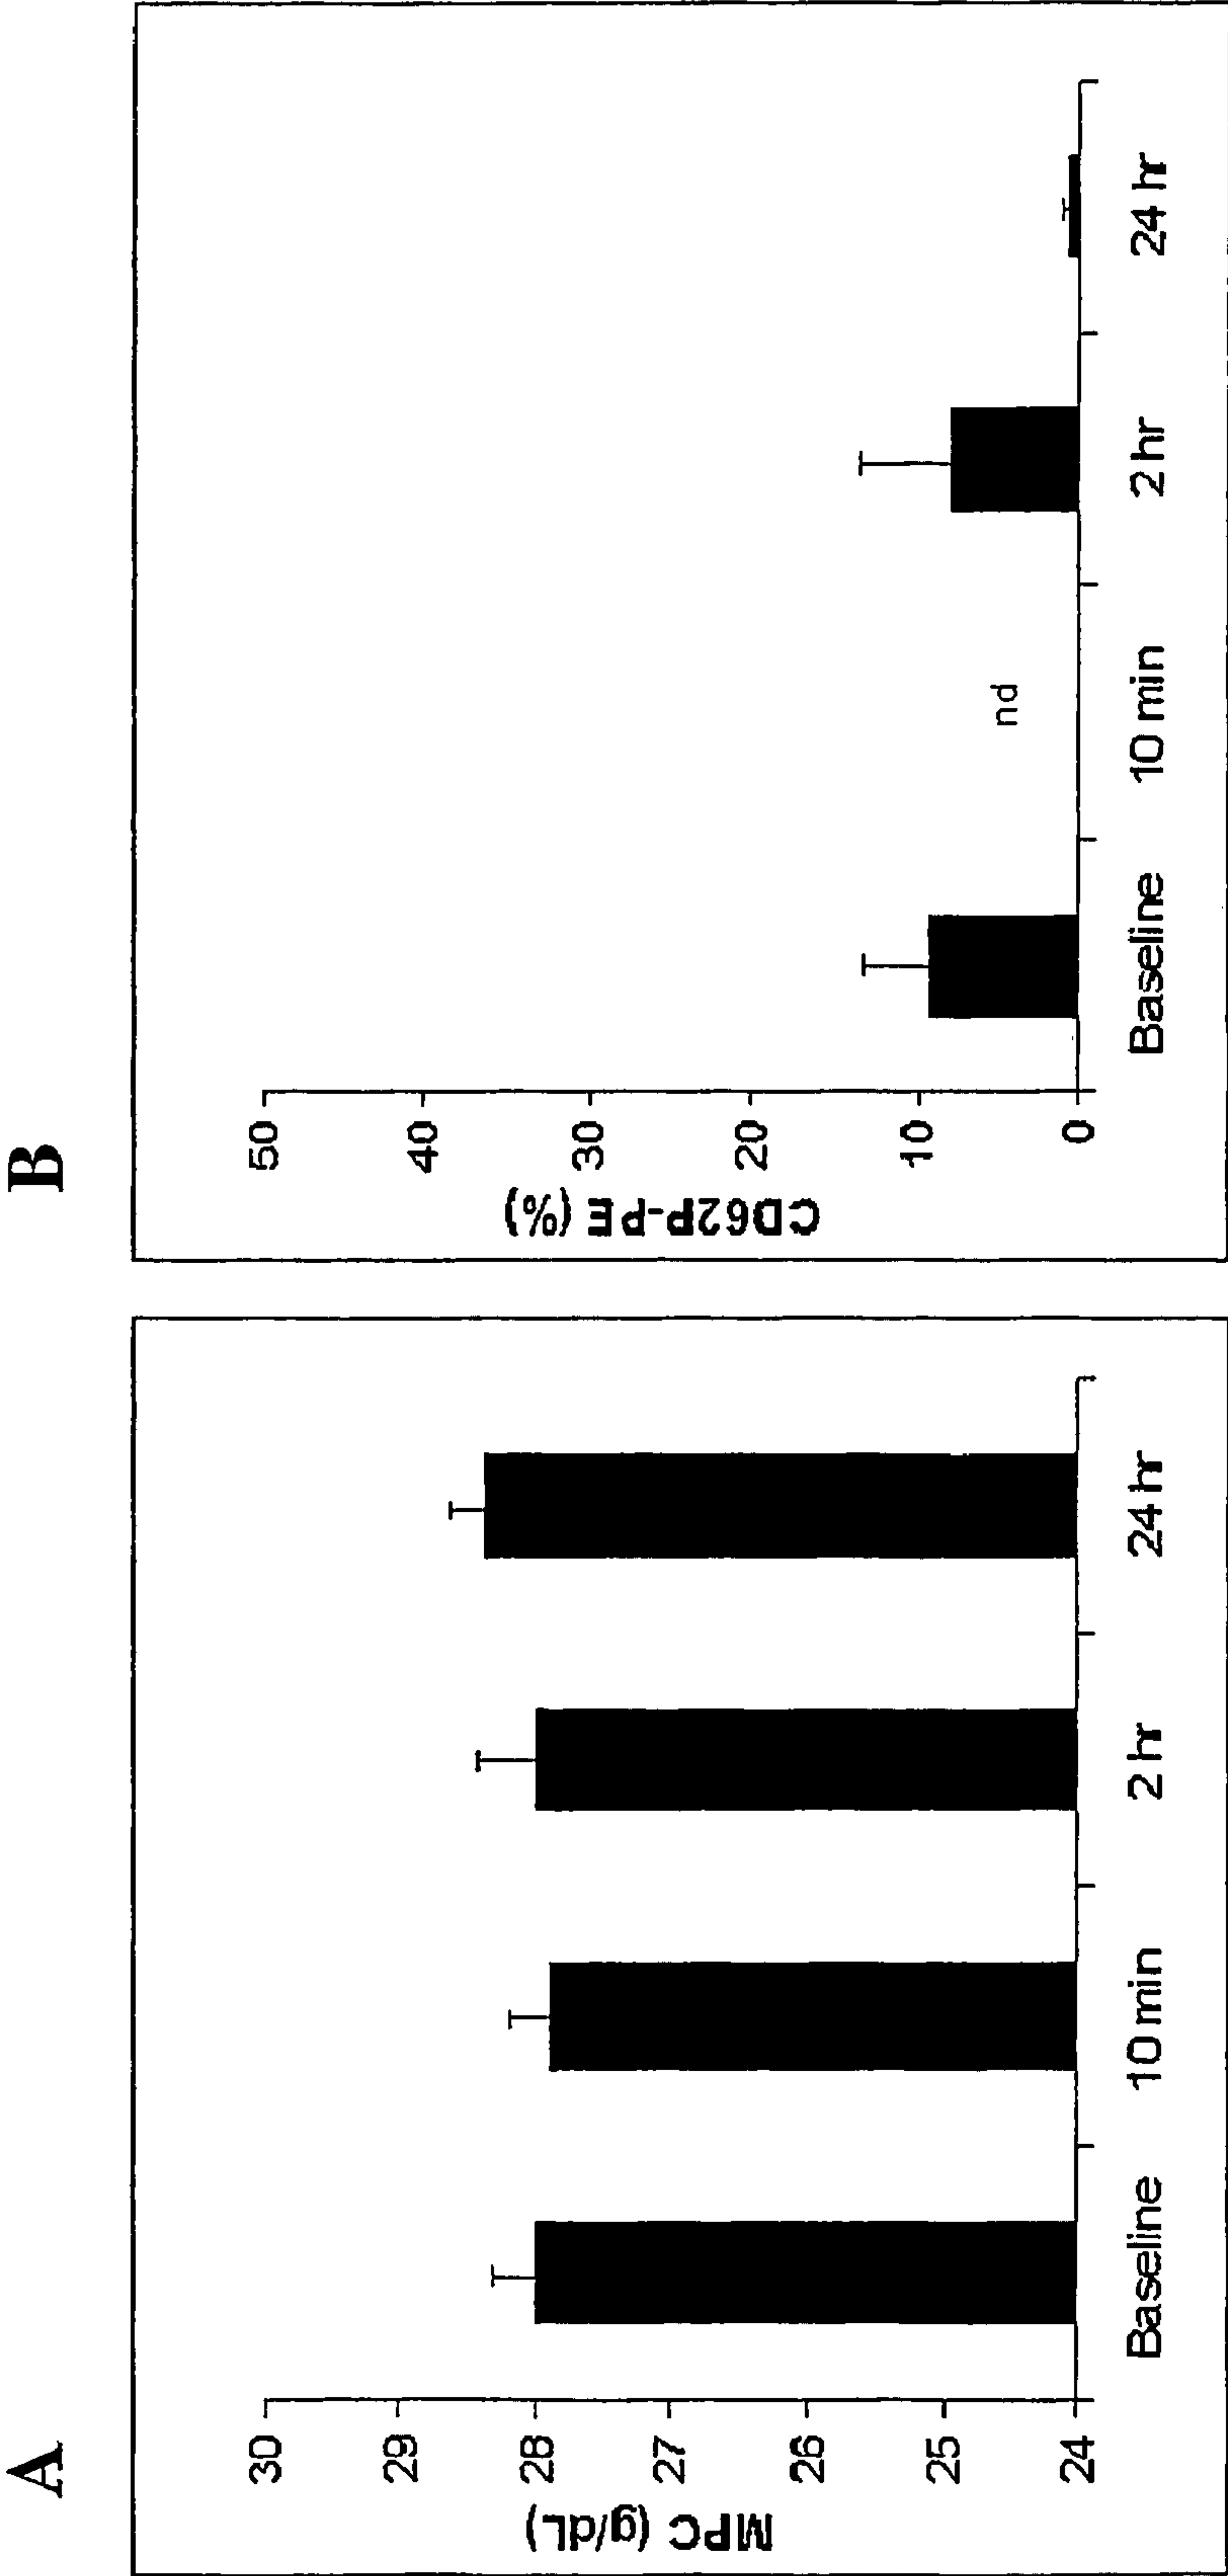 A
MPC (g/dL)
30
29
28
27
26
25
24
Baseline 10 min 2 hr 24 hr
B
CD62P-PE (%)
50
40
30
20
10
0
nd
Baseline 10 min 2 hr 24 hr